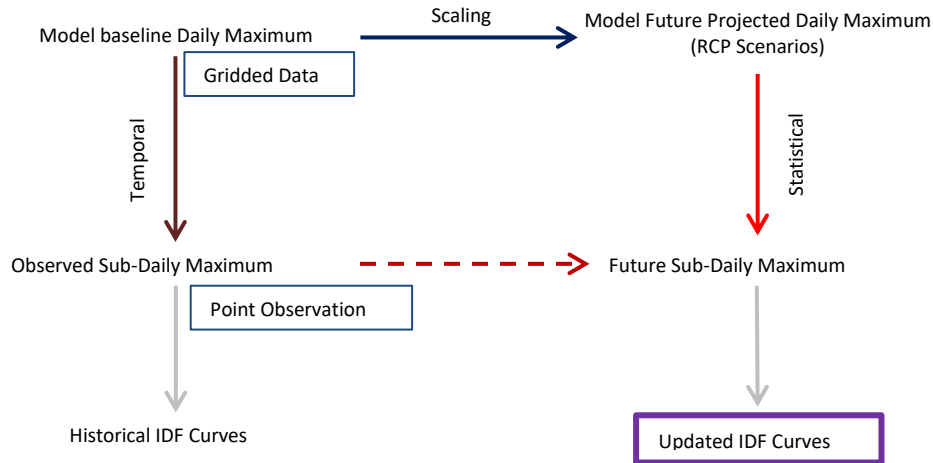 Scaling
Model baseline Daily Maximum
Model Future Projected Daily Maximum
(RCP Scenarios)
Gridded Data
Temporal
Statistical
Observed Sub-Daily Maximum
Future Sub-Daily Maximum
Point Observation
Historical IDF Curves
Updated IDF Curves